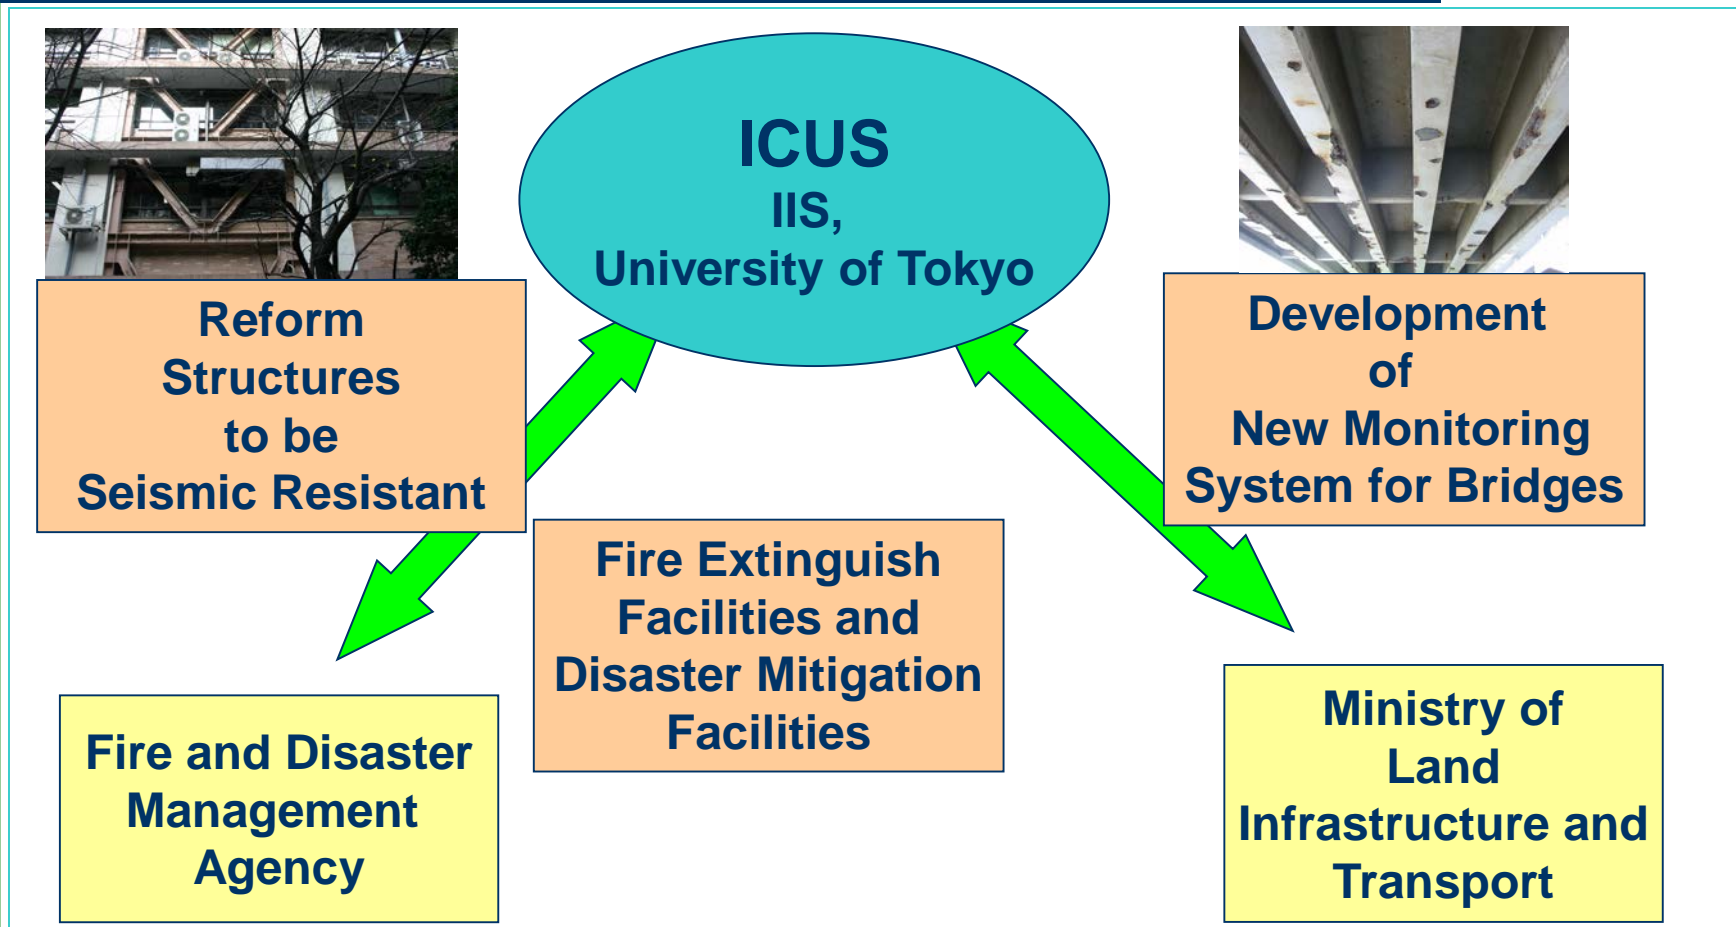 ICUS
IIS,
University of Tokyo
Reform
Structures
to be
Seismic Resistant
Development
of
New Monitoring
System for Bridges
Fire Extinguish
Facilities and
Disaster Mitigation
Facilities
Fire and Disaster
Management
Agency
Ministry of
Land
Infrastructure and
Transport